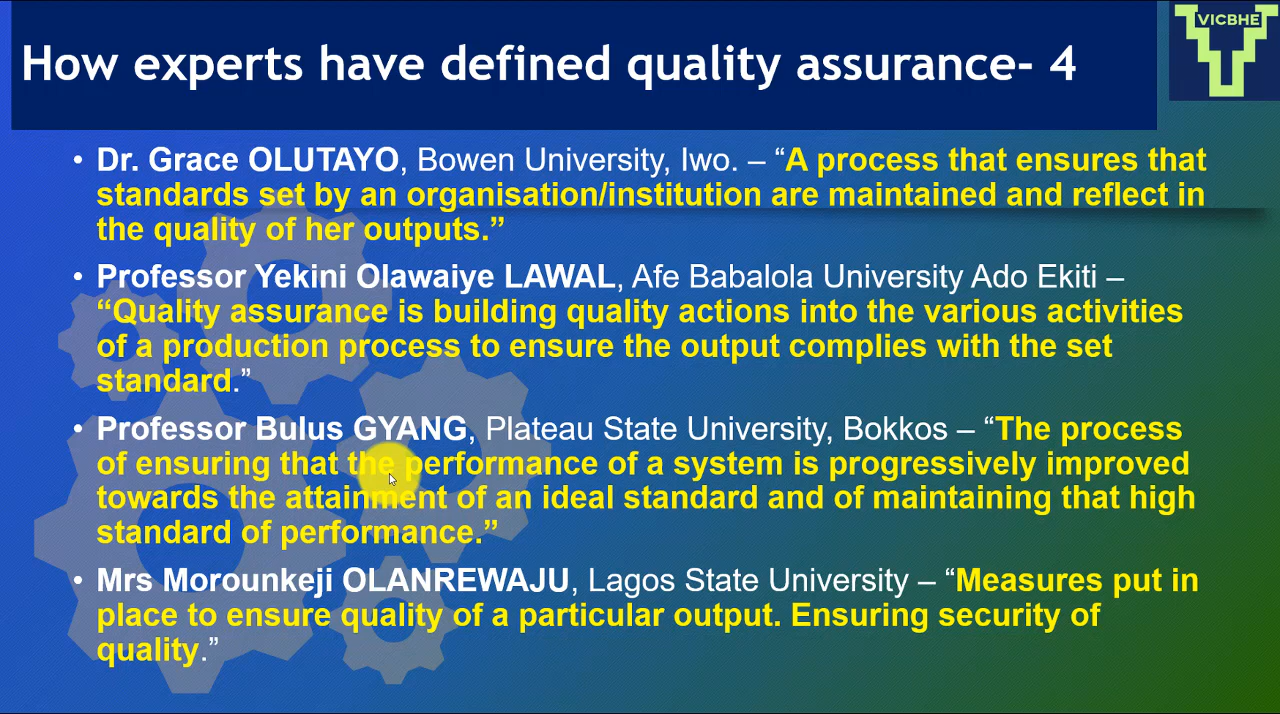 How experts have defined quality assurance- 4
VICBHE
• Dr. Grace OLUTAYO, Bowen University, Iwo. – “A process that ensures that
standards set by an organisation/institution are maintained and reflect in
the quality of her outputs.”
• Professor Yekini Olawaiye LAWAL, Afe Babalola University Ado Ekiti –
“Quality assurance is building quality actions into the various activities
of a production process to ensure the output complies with the set
standard.”
• Professor Bulus GYANG, Plateau State University, Bokkos – “The process
of ensuring that the performance of a system is progressively improved
towards the attainment of an ideal standard and of maintaining that high
standard of performance.”
• Mrs Morounkeji OLANREWAJU, Lagos State University – “Measures put in
place to ensure quality of a particular output. Ensuring security of
quality.”